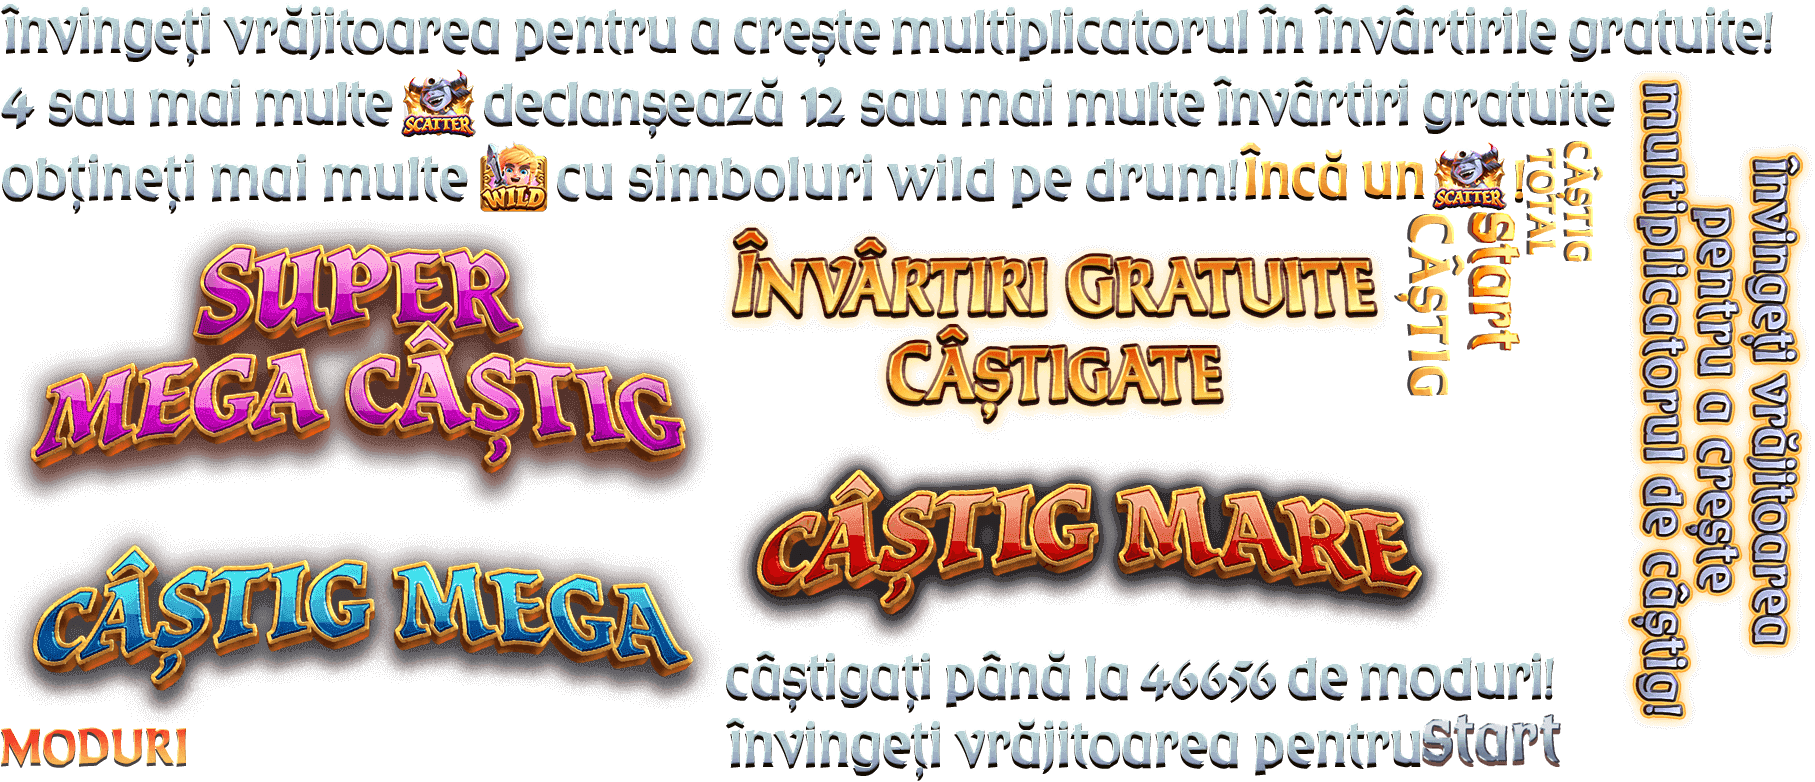 învingeți vrăjitoarea pentru a crește multiplicatorul în învârtirile gratuite!
4 sau mai multe SCATTER declanșează 12 sau mai multe învârtiri gratuite
obțineți mai multe WILD cu simboluri wild pe drum!
Încă un SCATTER !
CÂȘTIG
TOTAL
Start
CÂȘTIG
Învingeți vrăjitoarea
pentru a crește
multiplicatorul de câștig!
SUPER
MEGA CÂȘTIG
ÎNVÂRTIRI GRATUITE
CÂȘTIGATE
CÂȘTIG MARE
CÂȘTIG MEGA
câștigați până la 46656 de moduri!
învingeți vrăjitoarea pentru
Start
MODURI